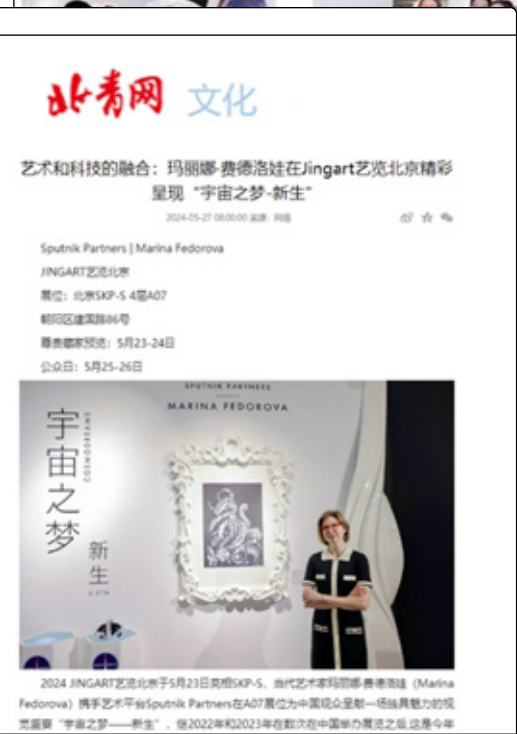 北青网 文化
艺术和科技的融合：玛丽娜·费德洛娃在Jingart艺览北京精彩
呈现“宇宙之梦-新生”
2024-05-27 08:00:00 来源: 网络
Sputnik Partners | Marina Fedorova
JINGART艺览北京
展位：北京SKP-S 4层A07
朝阳区建国路86号
尊贵藏家预览：5月23-24日
公众日：5月25-26日
SPUTNIK PARTNERS
MARINA FEDOROVA
宇宙之梦
COSMODREAMS
新生
2024 JINGART艺览北京于5月23日亮相SKP-S，当代艺术家玛丽娜·费德洛娃（Marina
Fedorova）携手艺术平台Sputnik Partners在A07展位为中国观众呈献一场独具魅力的视
觉盛宴“宇宙之梦——新生”，继2022年和2023年在数次在中国举办展览之后,这是今年